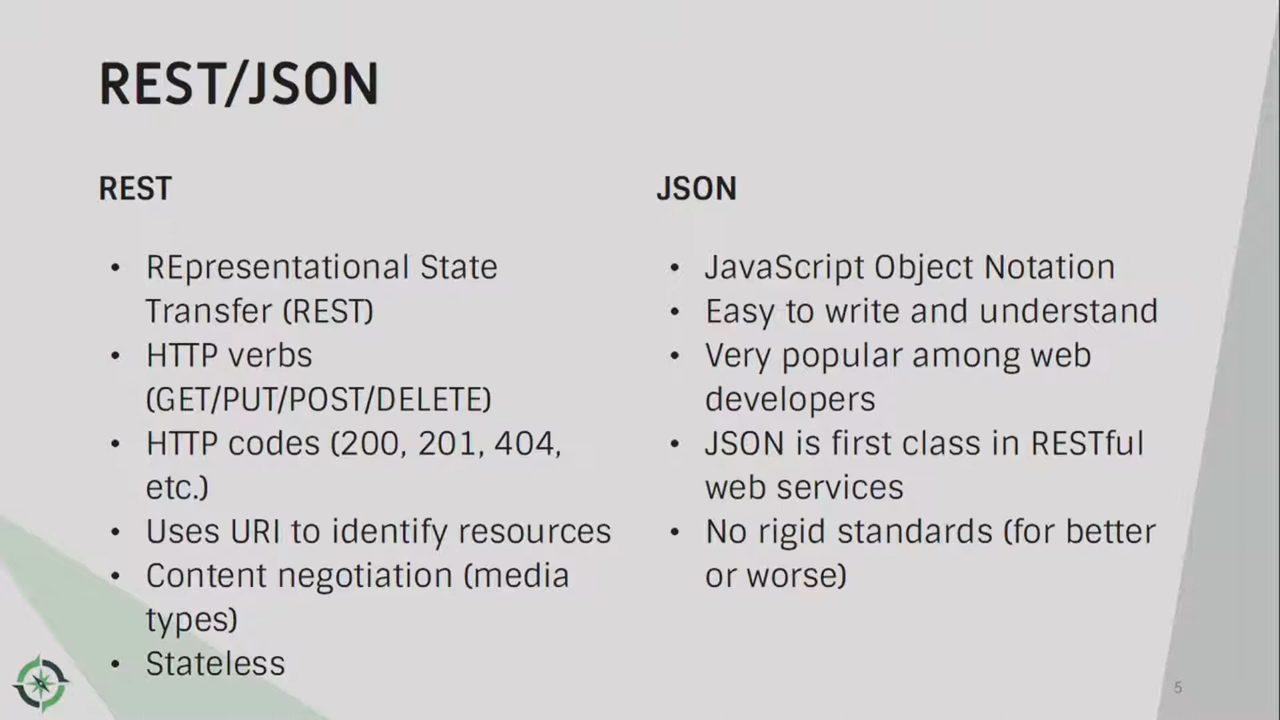 REST/JSON
REST
• REpresentational State
Transfer (REST)
• HTTP verbs
(GET/PUT/POST/DELETE)
• HTTP codes (200, 201, 404,
etc.)
• Uses URI to identify resources
• Content negotiation (media
types)
• Stateless
JSON
• JavaScript Object Notation
• Easy to write and understand
• Very popular among web
developers
• JSON is first class in RESTful
web services
• No rigid standards (for better
or worse)
5